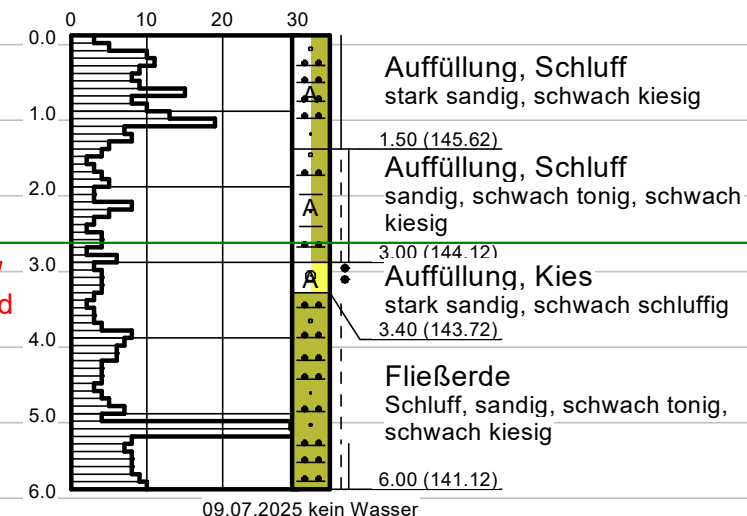 0 10 20 30
0.0
Auffüllung, Schluff
A
stark sandig, schwach kiesig
1.0
1.50 (145.62)
Auffüllung, Schluff
2.0
sandig, schwach tonig, schwach
A
kiesig
3.00 (144.12)
3.0
A
Auffüllung, Kies
d
stark sandig, schwach schluffig
3.40 (143.72)
4.0
Fließerde
Schluff, sandig, schwach tonig,
5.0
schwach kiesig
6.00 (141.12)
6.0
09.07.2025 kein Wasser